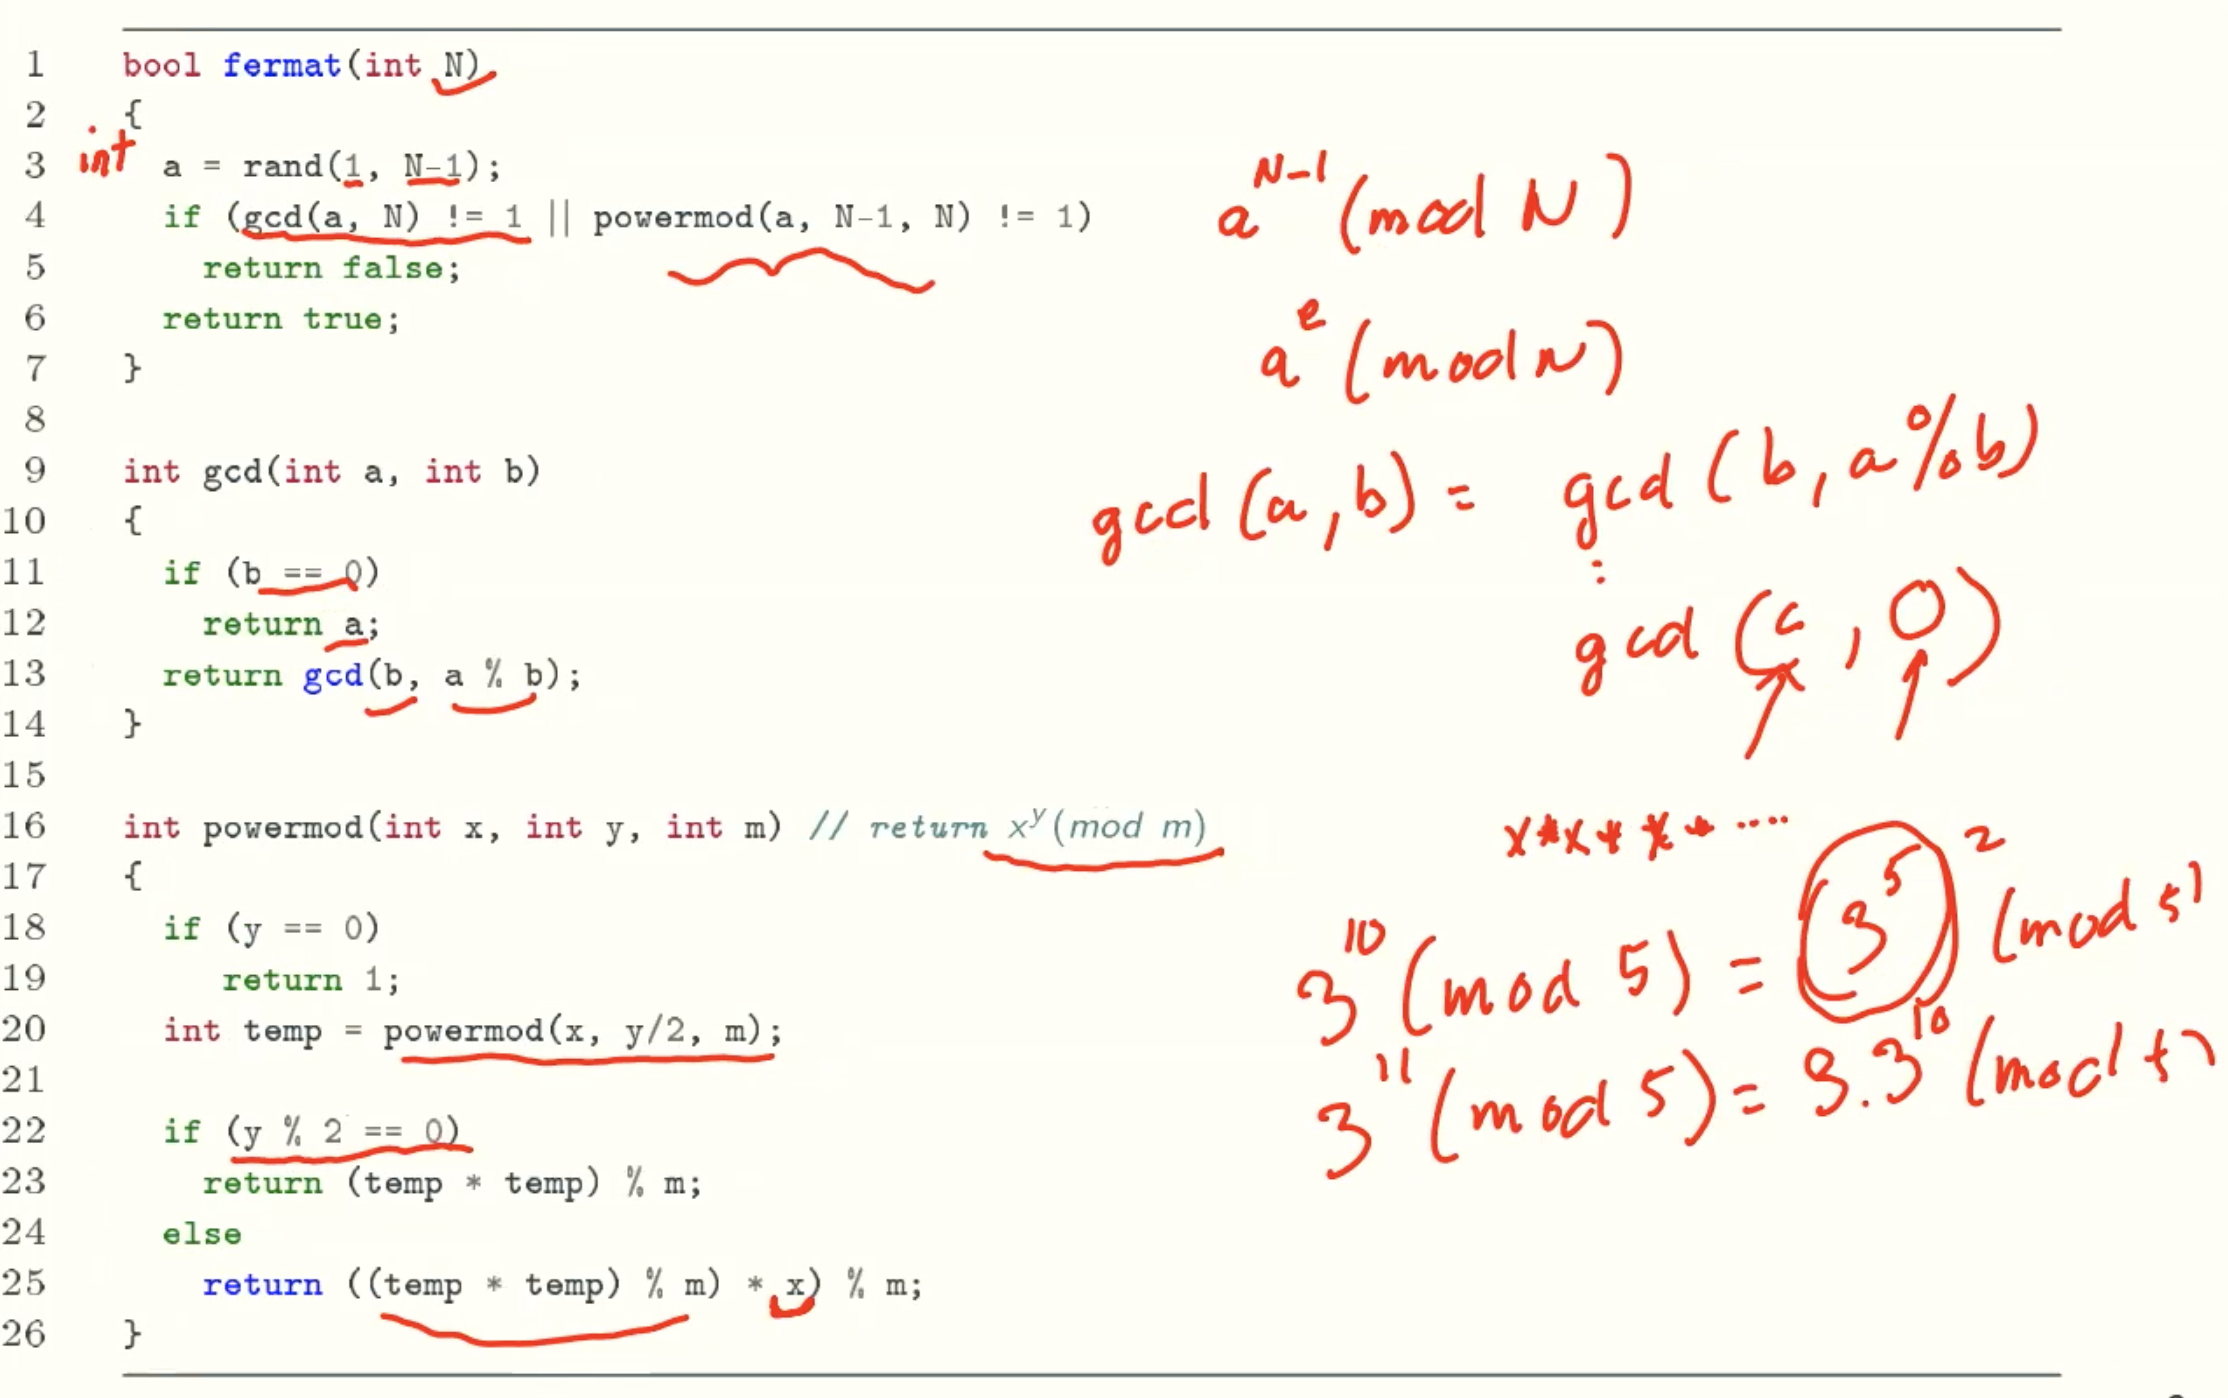 1 bool fermat(int N)
2 {
3 int a = rand(1, N-1);
4 if (gcd(a, N) != 1 || powermod(a, N-1, N) != 1)
5 return false;
6 return true;
7 }
8
9 int gcd(int a, int b)
10 {
11 if (b == 0)
12 return a;
13 return gcd(b, a % b);
14 }
15
16 int powermod(int x, int y, int m) // return x^y (mod m)
17 {
18 if (y == 0)
19 return 1;
20 int temp = powermod(x, y/2, m);
21
22 if (y % 2 == 0)
23 return (temp * temp) % m;
24 else
25 return ((temp * temp) % m) * x) % m;
26 }
a^N-1 (mod N)
a^e (mod N)
gcd (a, b) = gcd (b, a % b)
:
gcd (c, 0)
x*x*x* ....
3^10 (mod 5) = (3^5)^2 (mod 5)
3^11 (mod 5) = 3.3^10 (mod 5)